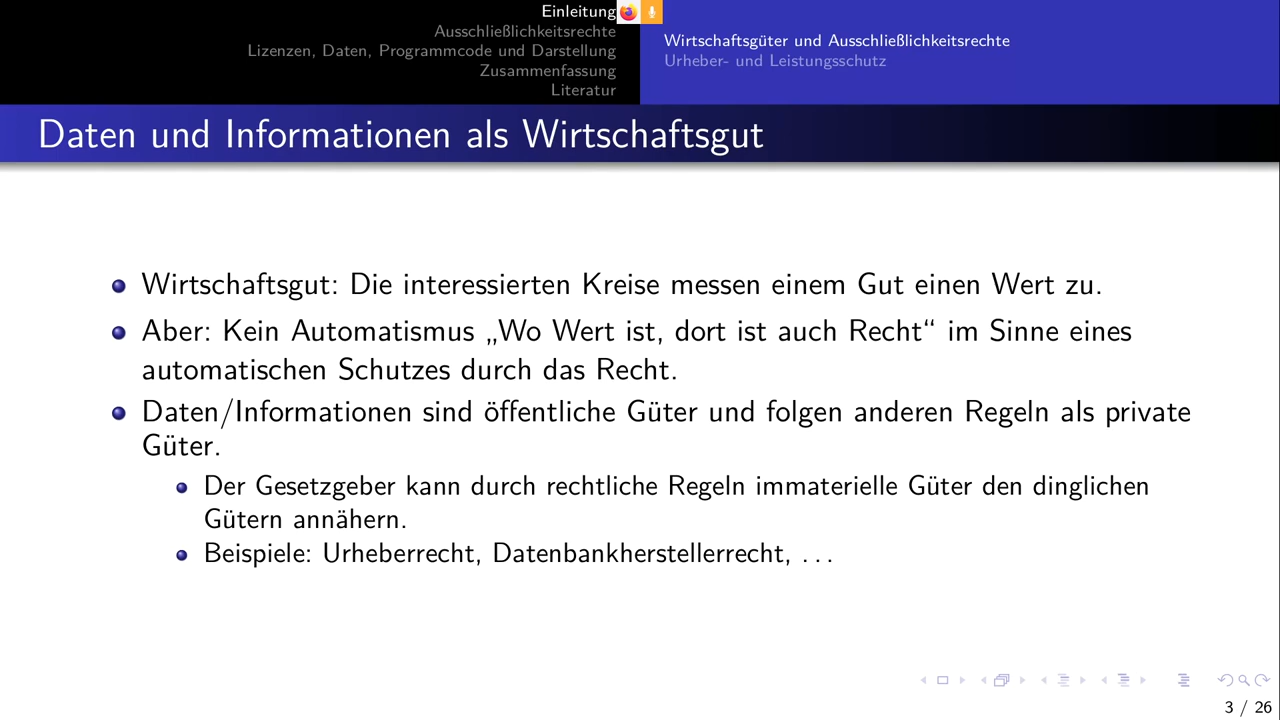 Einleitung
Ausschließlichkeitsrechte
Lizenzen, Daten, Programmcode und Darstellung
Zusammenfassung
Literatur
Wirtschaftsgüter und Ausschließlichkeitsrechte
Urheber- und Leistungsschutz
Daten und Informationen als Wirtschaftsgut
Wirtschaftsgut: Die interessierten Kreise messen einem Gut einen Wert zu.
Aber: Kein Automatismus „Wo Wert ist, dort ist auch Recht“ im Sinne eines
automatischen Schutzes durch das Recht.
Daten/Informationen sind öffentliche Güter und folgen anderen Regeln als private
Güter.
Der Gesetzgeber kann durch rechtliche Regeln immaterielle Güter den dinglichen
Gütern annähern.
Beispiele: Urheberrecht, Datenbankherstellerrecht, ...
3 / 26